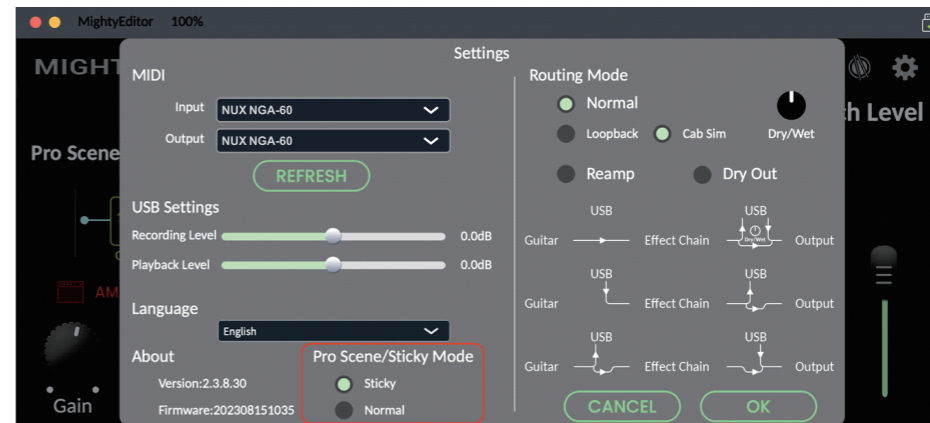 MightyEditor 100%
Settings
MIGHT
MIDI
Input NUX NGA-60
Output NUX NGA-60
REFRESH
Pro Scene
USB Settings
Recording Level 0.0dB
Playback Level 0.0dB
AM
Language
English
About
Version:2.3.8.30
Firmware:202308151035
Gain
Pro Scene/Sticky Mode
Sticky
Normal
Routing Mode
Normal
Loopback Cab Sim Dry/Wet
Reamp Dry Out
USB USB
Dry/Wet
Guitar Effect Chain Output
USB USB
Guitar Effect Chain Output
USB USB
Guitar Effect Chain Output
CANCEL OK
h Level